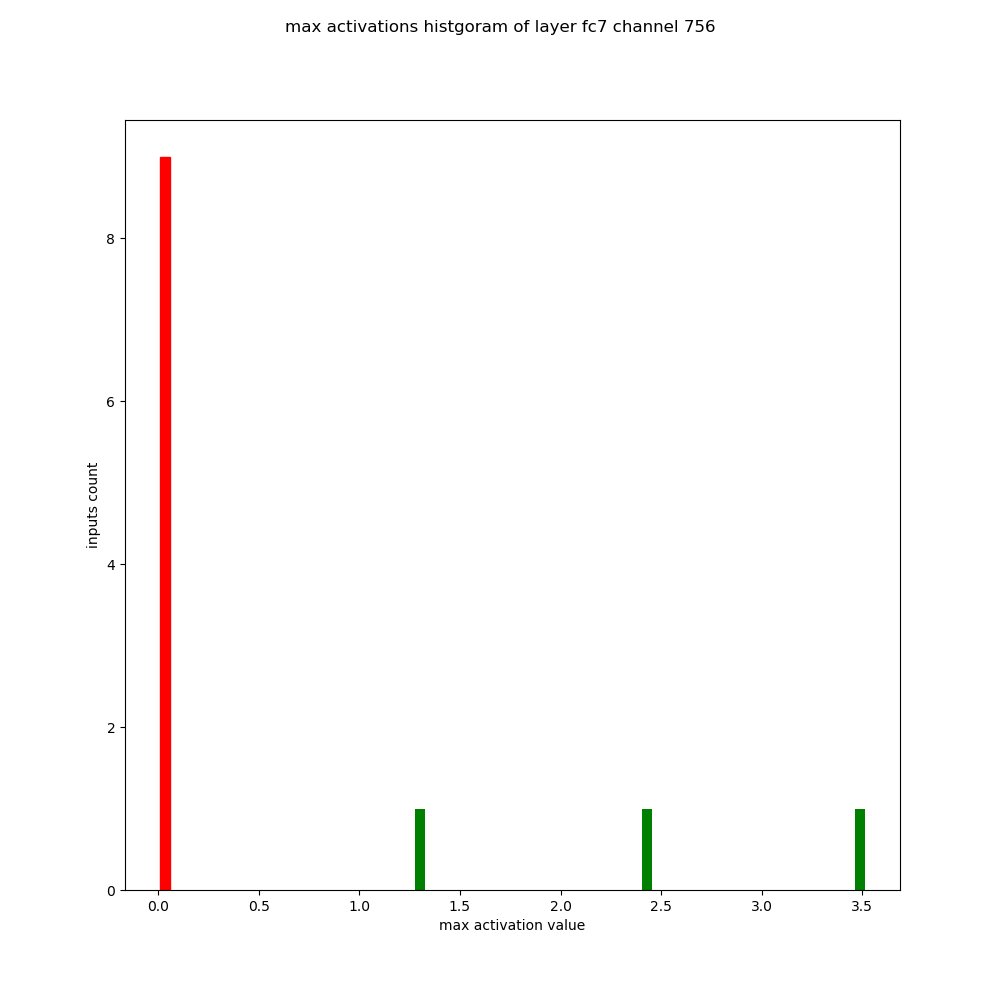 max activations histgoram of layer fc7 channel 756
8
6
4
2
0
inputs count
0.0 0.5 1.0 1.5 2.0 2.5 3.0 3.5
max activation value